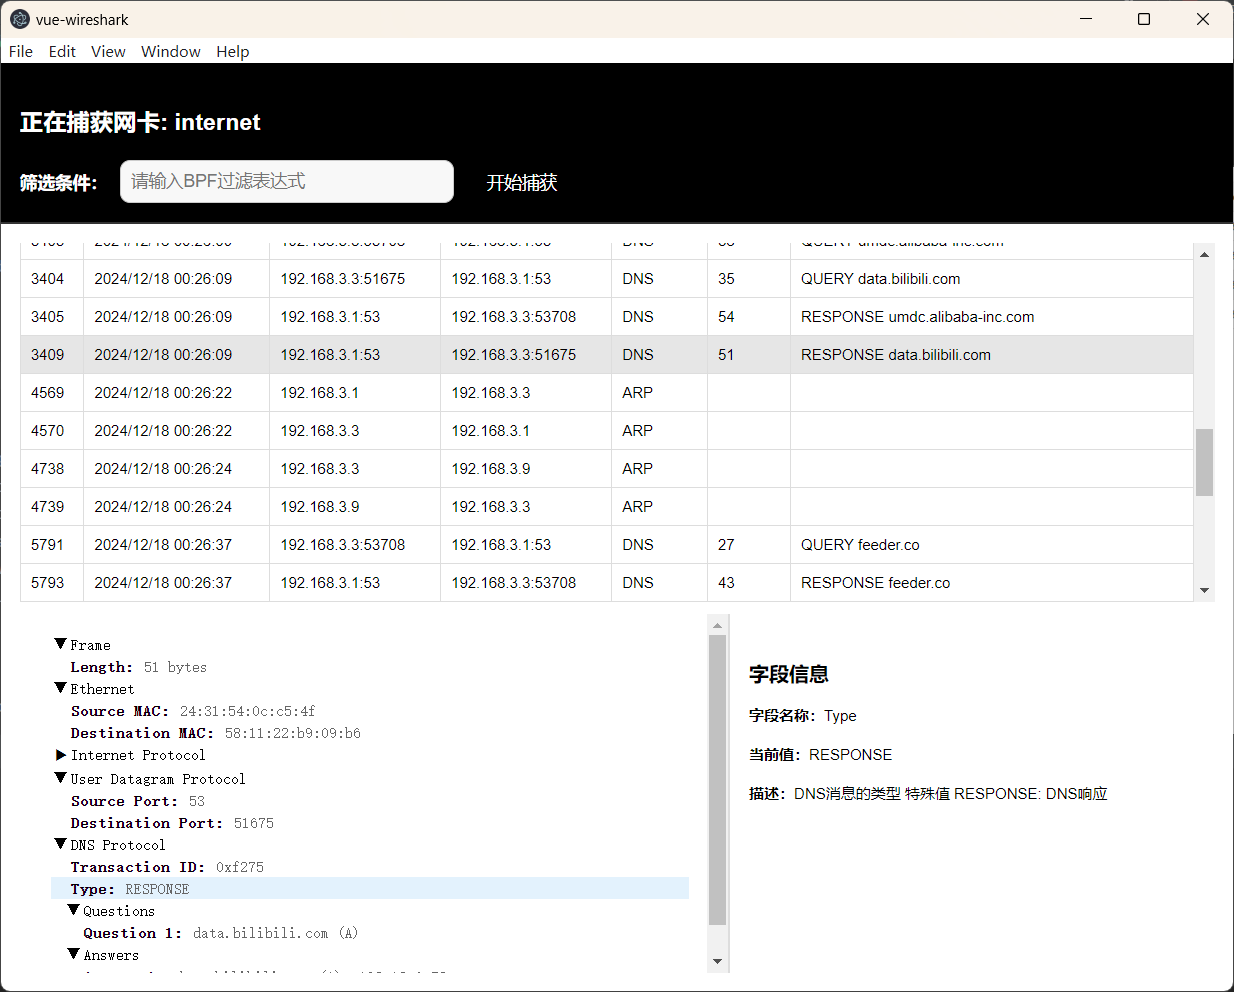 vue-wireshark
File Edit View Window Help
正在捕获网卡: internet
筛选条件: 请输入BPF过滤表达式 开始捕获
3404 2024/12/18 00:26:09 192.168.3.3:51675 192.168.3.1:53 DNS 35 QUERY data.bilibili.com
3405 2024/12/18 00:26:09 192.168.3.1:53 192.168.3.3:53708 DNS 54 RESPONSE umdc.alibaba-inc.com
3409 2024/12/18 00:26:09 192.168.3.1:53 192.168.3.3:51675 DNS 51 RESPONSE data.bilibili.com
4569 2024/12/18 00:26:22 192.168.3.1 192.168.3.3 ARP
4570 2024/12/18 00:26:22 192.168.3.3 192.168.3.1 ARP
4738 2024/12/18 00:26:24 192.168.3.3 192.168.3.9 ARP
4739 2024/12/18 00:26:24 192.168.3.9 192.168.3.3 ARP
5791 2024/12/18 00:26:37 192.168.3.3:53708 192.168.3.1:53 DNS 27 QUERY feeder.co
5793 2024/12/18 00:26:37 192.168.3.1:53 192.168.3.3:53708 DNS 43 RESPONSE feeder.co
▼Frame
Length: 51 bytes
▼Ethernet
Source MAC: 24:31:54:0c:c5:4f
Destination MAC: 58:11:22:b9:09:b6
▶Internet Protocol
▼User Datagram Protocol
Source Port: 53
Destination Port: 51675
▼DNS Protocol
Transaction ID: 0xf275
Type: RESPONSE
▼Questions
Question 1: data.bilibili.com (A)
▼Answers
字段信息
字段名称: Type
当前值: RESPONSE
描述: DNS消息的类型 特殊值 RESPONSE: DNS响应